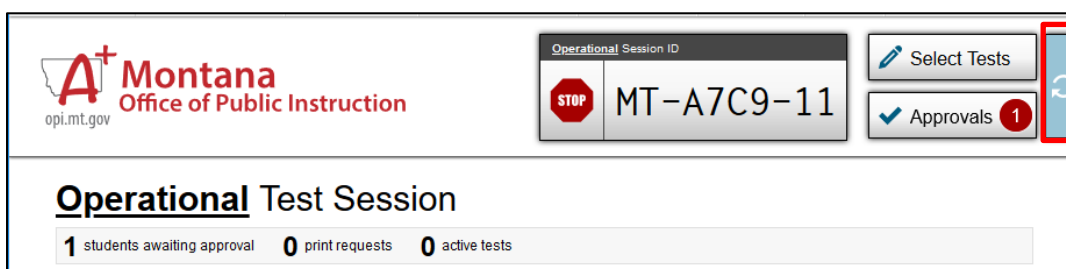 A+
Montana
Office of Public Instruction
opi.mt.gov
Operational Session ID
STOP
MT-A7C9-11
Select Tests
Approvals 1
Operational Test Session
1 students awaiting approval 0 print requests 0 active tests